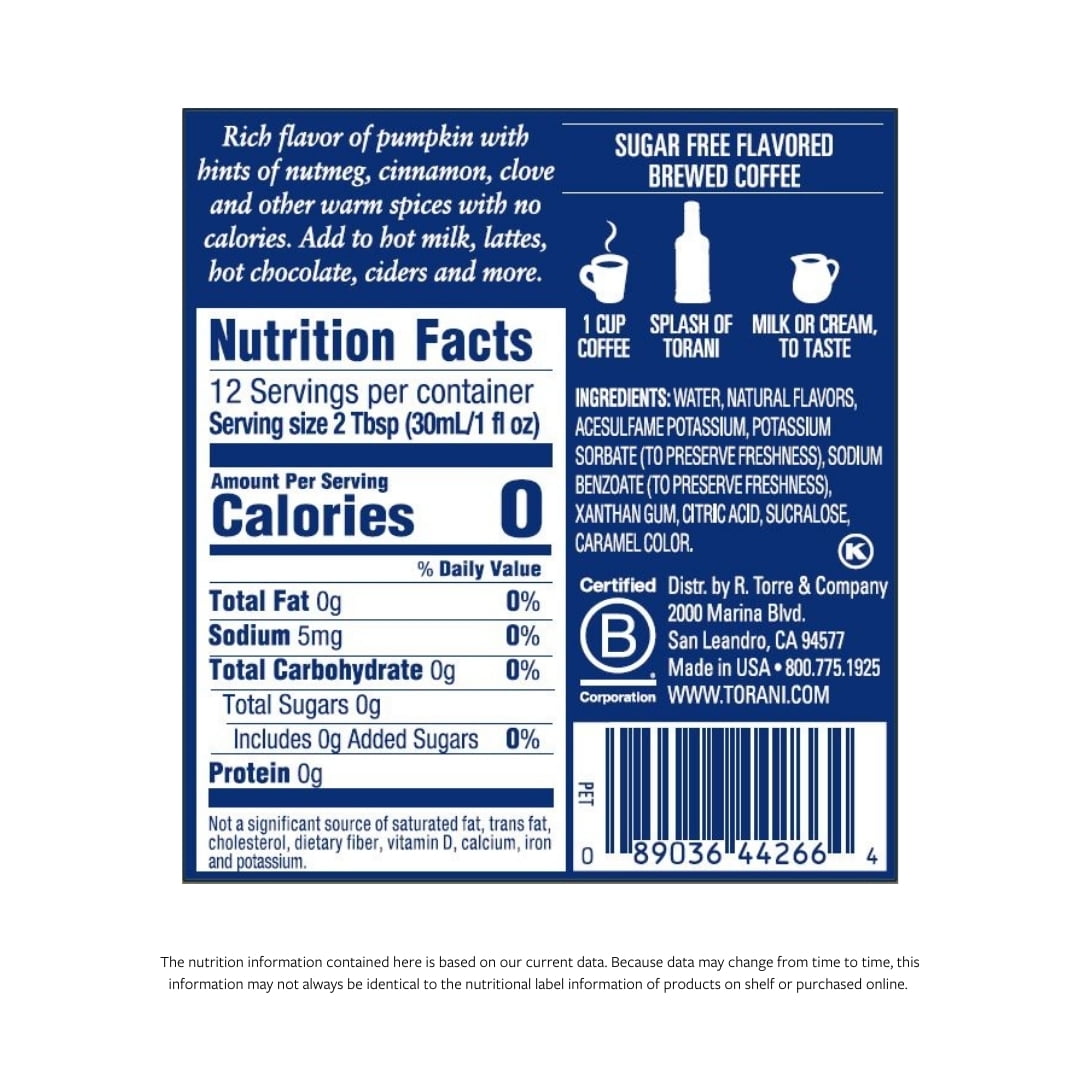 Rich flavor of pumpkin with
hints of nutmeg, cinnamon, clove
and other warm spices with no
calories. Add to hot milk, lattes,
hot chocolate, ciders and more.
Nutrition Facts
12 Servings per container
Serving size 2 Tbsp (30mL/1 fl oz)
Amount Per Serving
Calories 0
% Daily Value
Total Fat 0g 0%
Sodium 5mg 0%
Total Carbohydrate 0g 0%
Total Sugars 0g
Includes 0g Added Sugars 0%
Protein 0g
Not a significant source of saturated fat, trans fat,
cholesterol, dietary fiber, vitamin D, calcium, iron
and potassium.
SUGAR FREE FLAVORED
BREWED COFFEE
1 CUP
COFFEE
SPLASH OF
TORANI
MILK OR CREAM,
TO TASTE
INGREDIENTS: WATER, NATURAL FLAVORS,
ACESULFAME POTASSIUM, POTASSIUM
SORBATE (TO PRESERVE FRESHNESS), SODIUM
BENZOATE (TO PRESERVE FRESHNESS),
XANTHAN GUM, CITRIC ACID, SUCRALOSE,
CARAMEL COLOR.
K
Certified
B
Corporation
Distr. by R. Torre & Company
2000 Marina Blvd.
San Leandro, CA 94577
Made in USA • 800.775.1925
WWW.TORANI.COM
PET
0 89036 44266 4
The nutrition information contained here is based on our current data. Because data may change from time to time, this
information may not always be identical to the nutritional label information of products on shelf or purchased online.